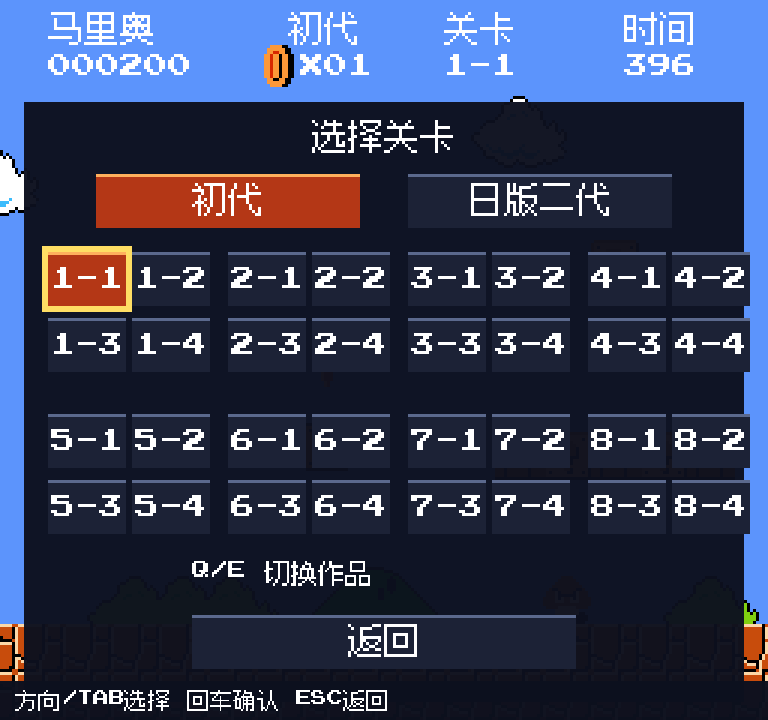 马里奥 初代 关卡 时间
000200 X01 1-1 396
选择关卡
初代 日版二代
1-1 1-2 2-1 2-2 3-1 3-2 4-1 4-2
1-3 1-4 2-3 2-4 3-3 3-4 4-3 4-4
5-1 5-2 6-1 6-2 7-1 7-2 8-1 8-2
5-3 5-4 6-3 6-4 7-3 7-4 8-3 8-4
Q/E 切换作品
返回
方向/TAB选择 回车确认 ESC返回